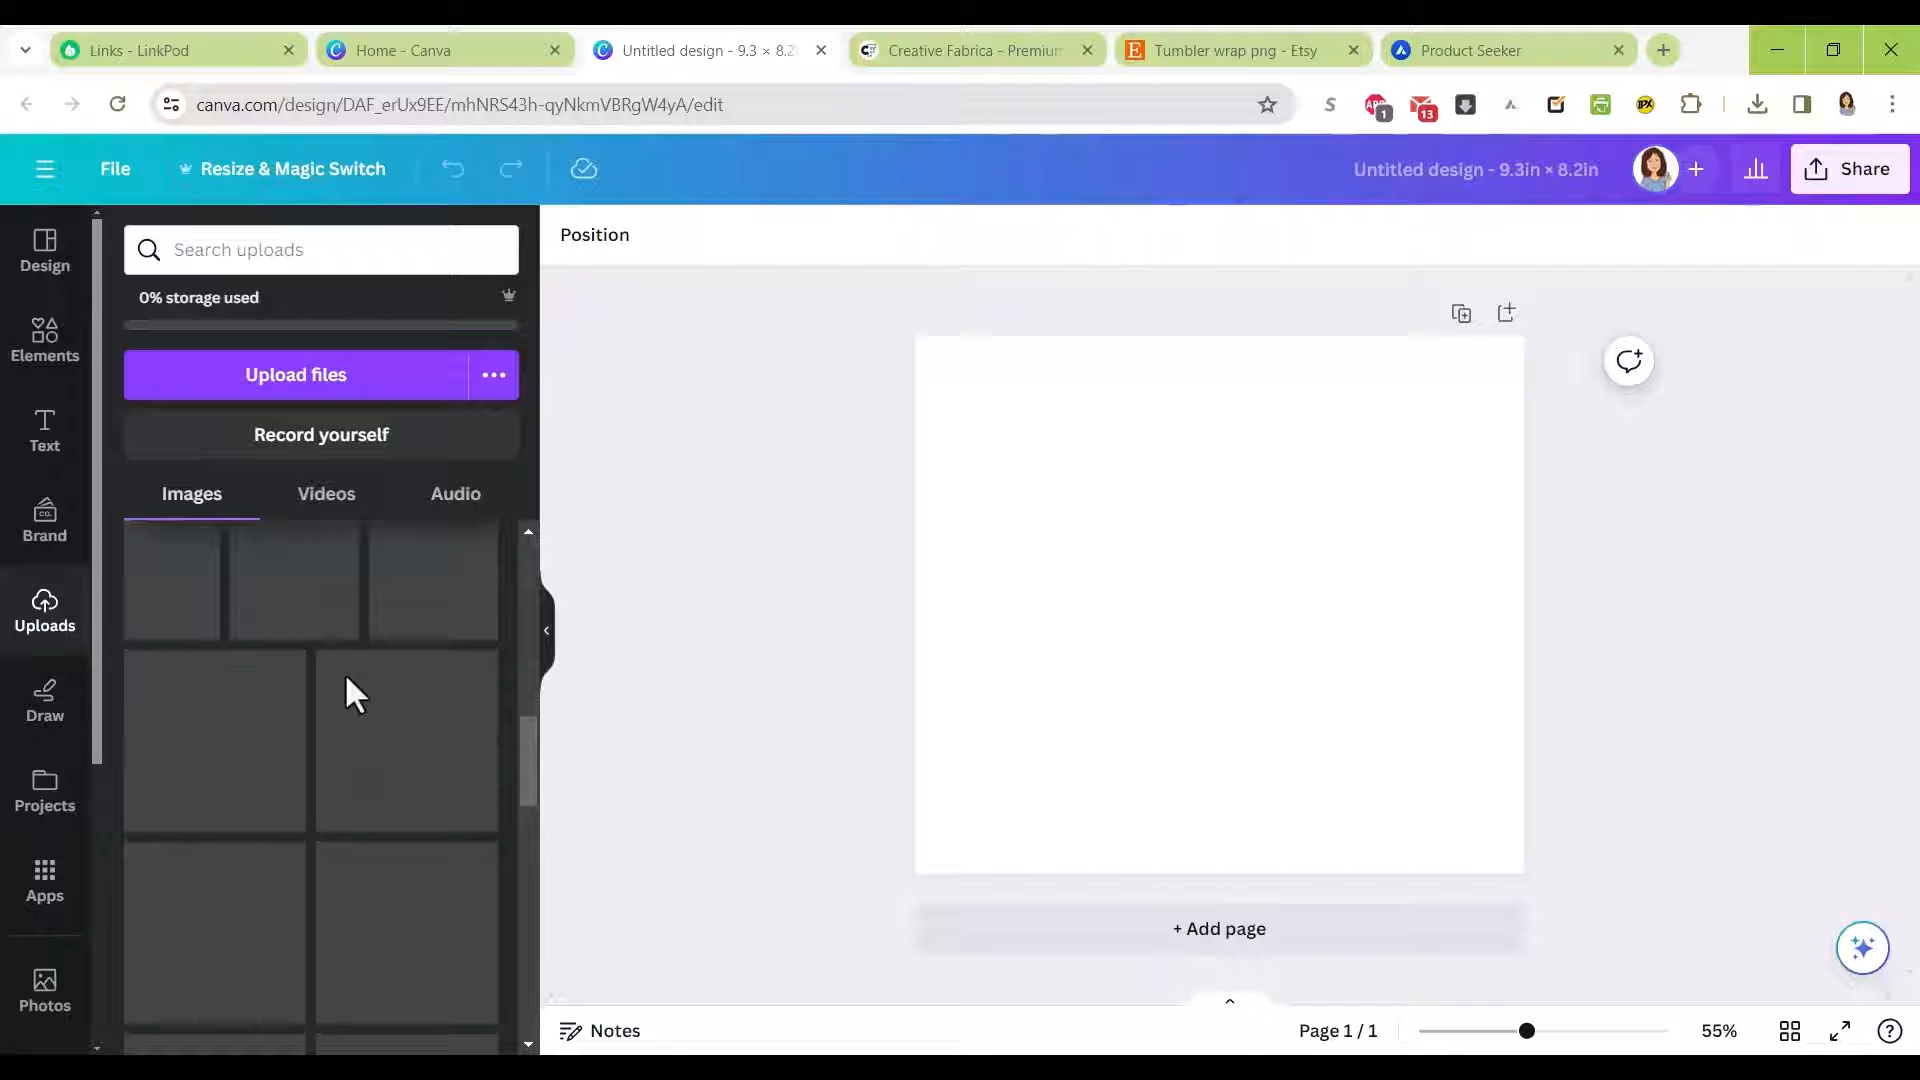 Links - LinkPod
Home - Canva
Untitled design - 9.3 × 8.2
Creative Fabrica – Premium
Tumbler wrap png - Etsy
Product Seeker
canva.com/design/DAF_erUx9EE/mhNRS43h-qyNkmVBRgW4yA/edit
1
13
File
Resize & Magic Switch
Untitled design - 9.3in × 8.2in
Share
Design
Elements
Text
Brand
Uploads
Draw
Projects
Apps
Photos
Search uploads
0% storage used
Upload files
Record yourself
Images
Videos
Audio
Position
+ Add page
Notes
Page 1 / 1
55%